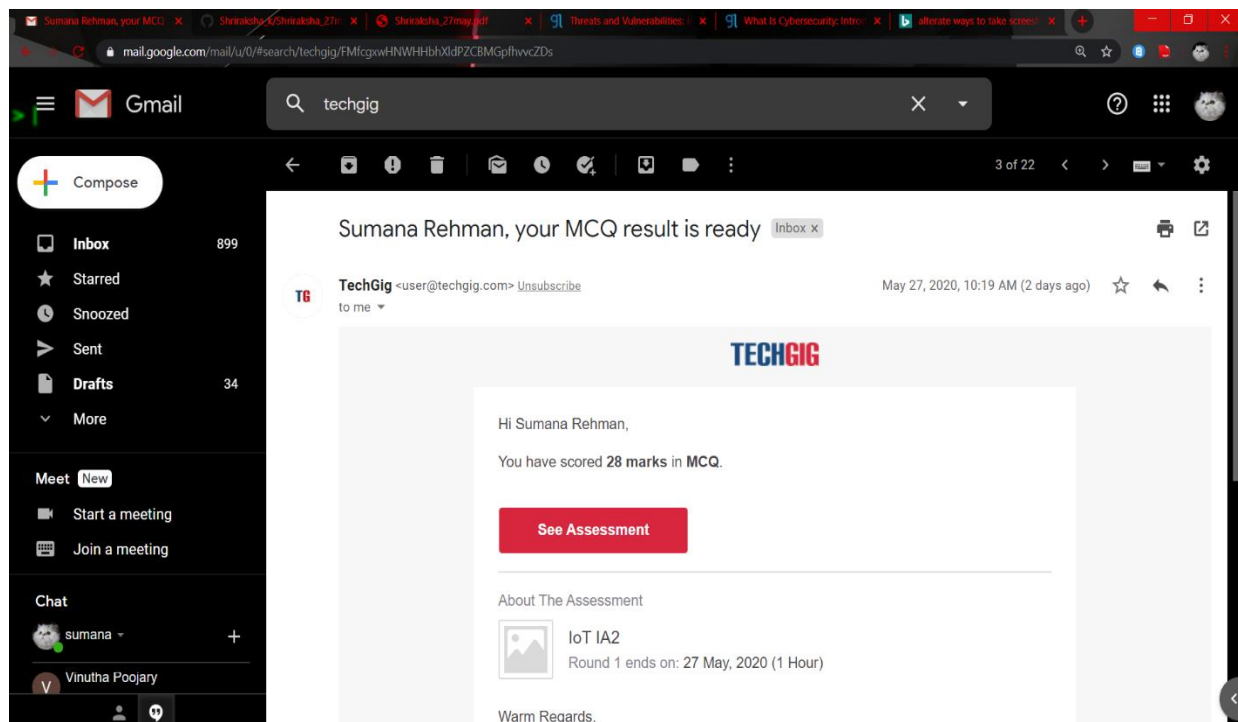 Sumana Rehman, your MCQ
Shriraksha_k/Shriraksha_27m
Shriraksha_27may.pdf
Threats and Vulnerabilities: i
What Is Cybersecurity: Introd
alterate ways to take screensh
mail.google.com/mail/u/0/#search/techgig/FMfcgxwHNWHHbhXldPZCBMGpfhvvcZDs
Gmail
techgig
Compose
3 of 22
Inbox 899
Starred
Snoozed
Sent
Drafts 34
More
Meet New
Start a meeting
Join a meeting
Chat
sumana
V Vinutha Poojary
Sumana Rehman, your MCQ result is ready Inbox x
TG TechGig <user@techgig.com> Unsubscribe May 27, 2020, 10:19 AM (2 days ago)
to me
TECHGIG
Hi Sumana Rehman,
You have scored 28 marks in MCQ.
See Assessment
About The Assessment
IoT IA2
Round 1 ends on: 27 May, 2020 (1 Hour)
Warm Regards,